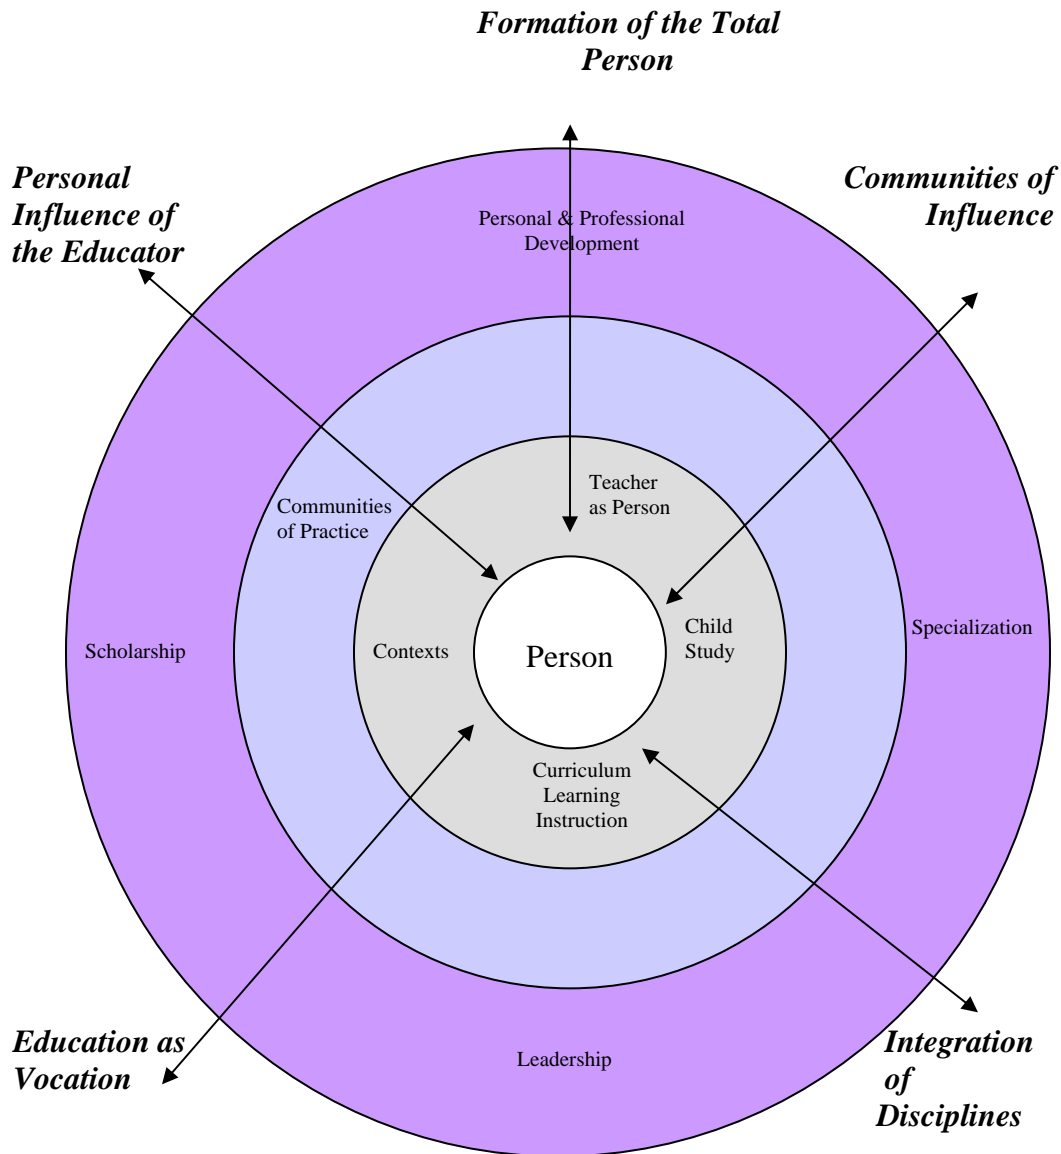 Formation of the Total
Person
Personal
Influence of
the Educator
Communities of
Influence
Personal & Professional
Development
Teacher
as Person
Communities
of Practice
Scholarship
Contexts
Person
Child
Study
Specialization
Curriculum
Learning
Instruction
Education as
Vocation
Leadership
Integration
of
Disciplines